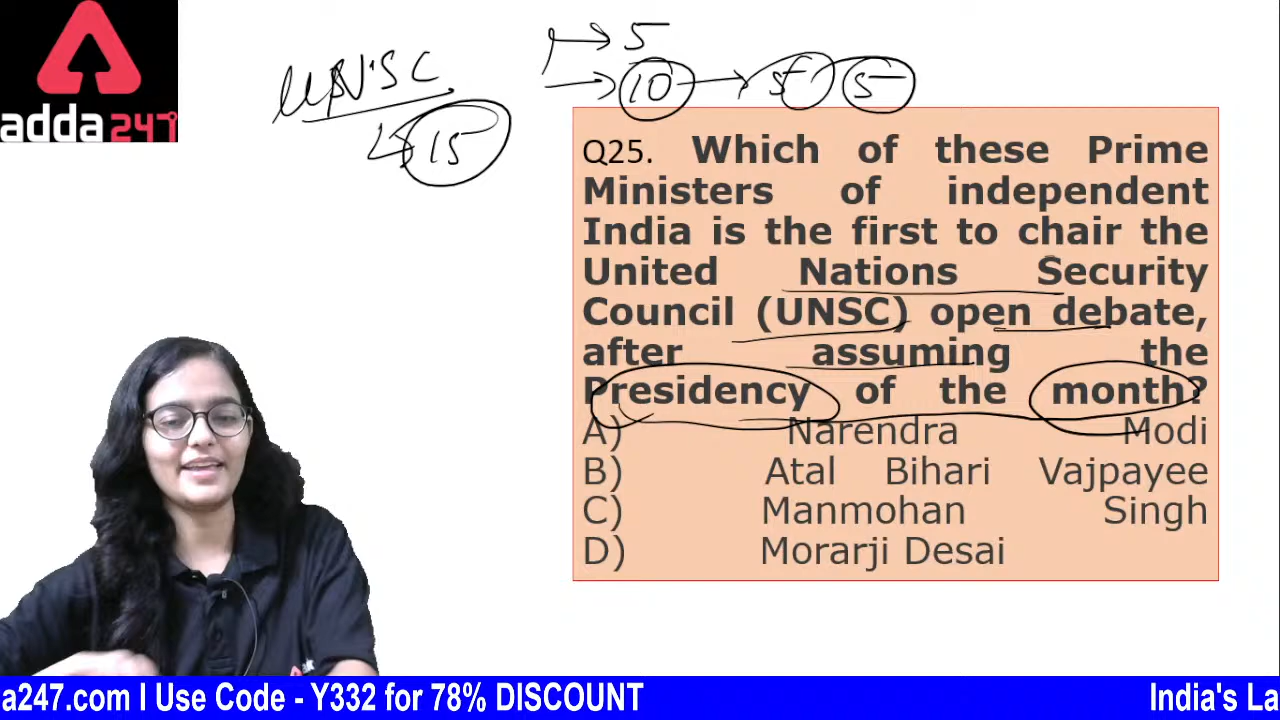 adda247
UNSC
15
5
10 5 5
Q25. Which of these Prime
Ministers of independent
India is the first to chair the
United Nations Security
Council (UNSC) open debate,
after assuming the
Presidency of the month?
A) Narendra Modi
B) Atal Bihari Vajpayee
C) Manmohan Singh
D) Morarji Desai
a247.com I Use Code - Y332 for 78% DISCOUNT India's La